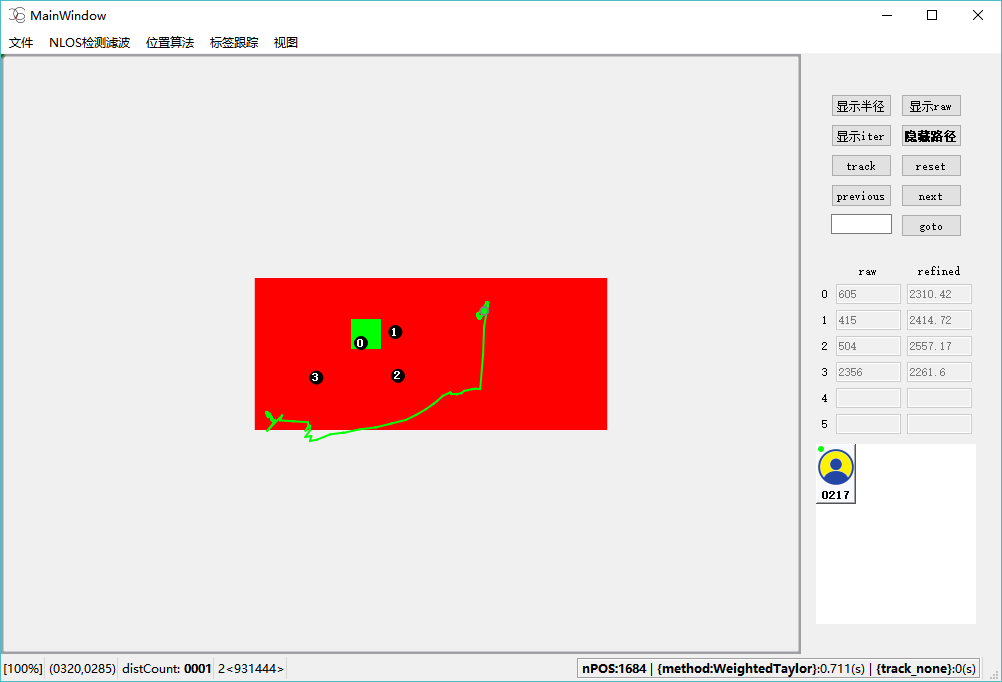 MainWindow
文件 NLOS检测滤波 位置算法 标签跟踪 视图
显示半径 显示raw
显示iter 隐藏路径
track reset
previous next
goto
raw refined
0 605 2310.42
1 415 2414.72
2 504 2557.17
3 2356 2261.6
4
5
0 1
3 2
0217
[100%] (0320,0285) distCount: 0001 2<931444> nPOS:1684 | {method:WeightedTaylor}:0.711(s) | {track_none}:0(s)